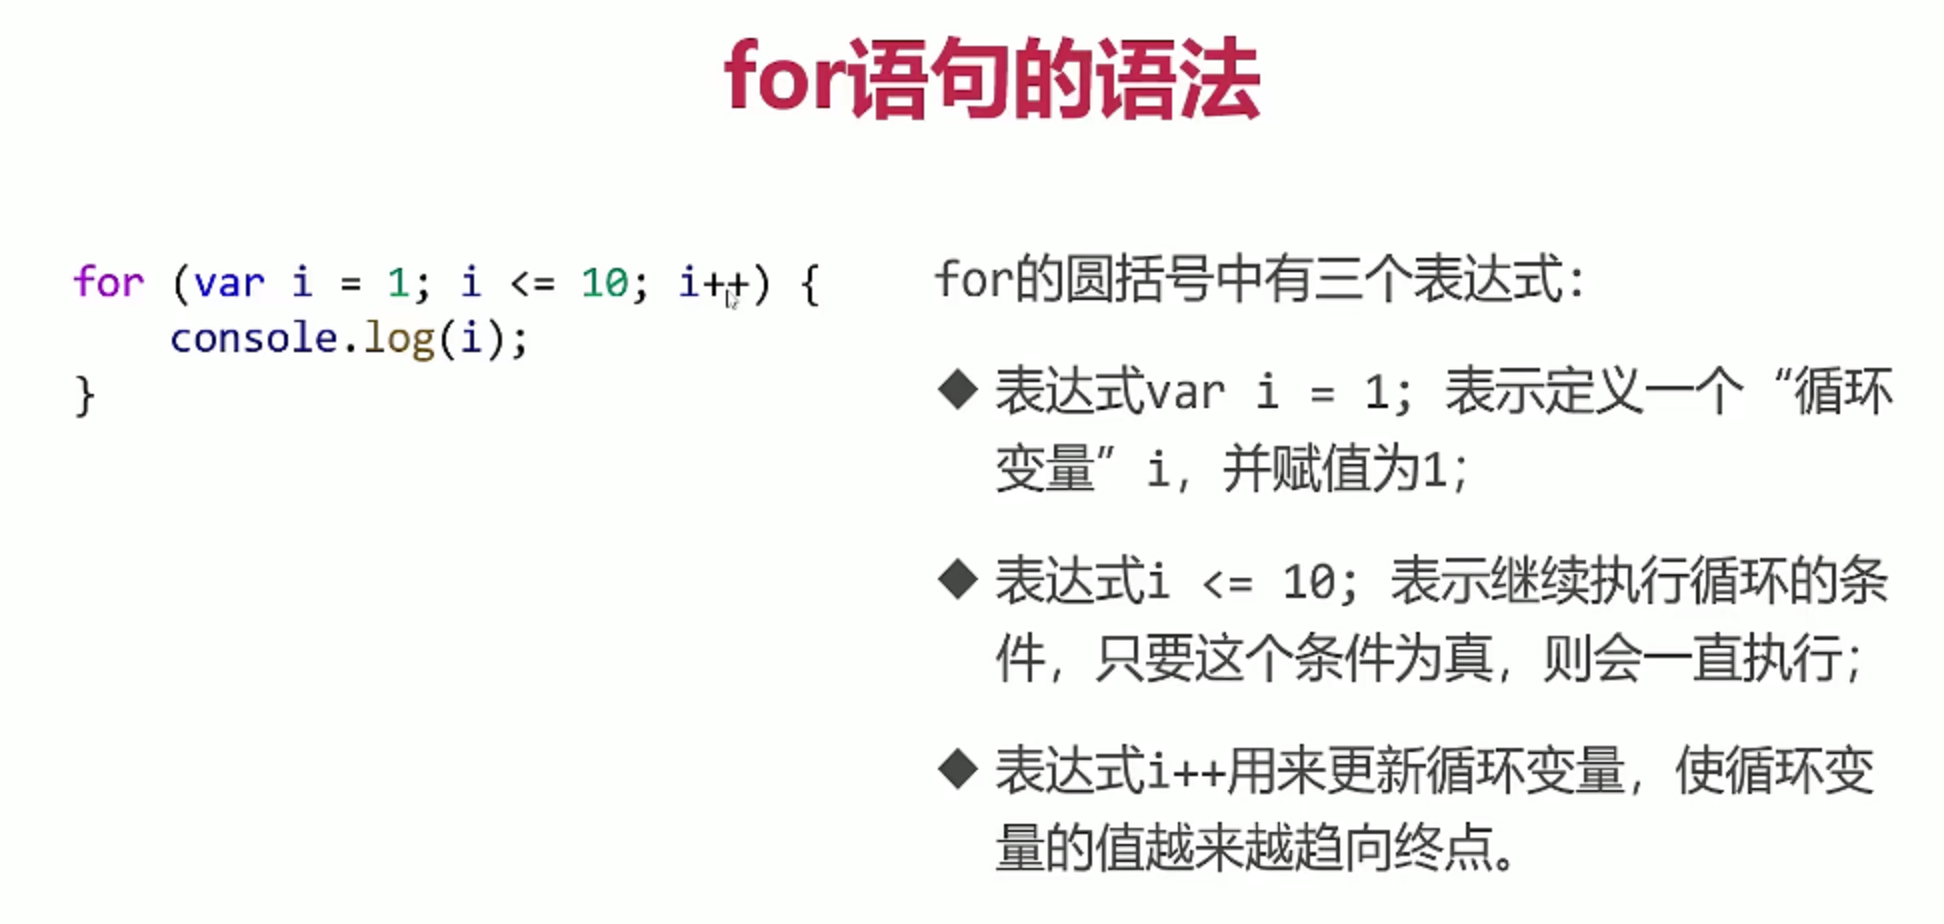 for语句的语法
for (var i = 1; i <= 10; i++) {
    console.log(i);
}
for的圆括号中有三个表达式：
◆ 表达式var i = 1; 表示定义一个“循环
变量”i，并赋值为1；
◆ 表达式i <= 10; 表示继续执行循环的条
件，只要这个条件为真，则会一直执行；
◆ 表达式i++用来更新循环变量，使循环变
量的值越来越趋向终点。